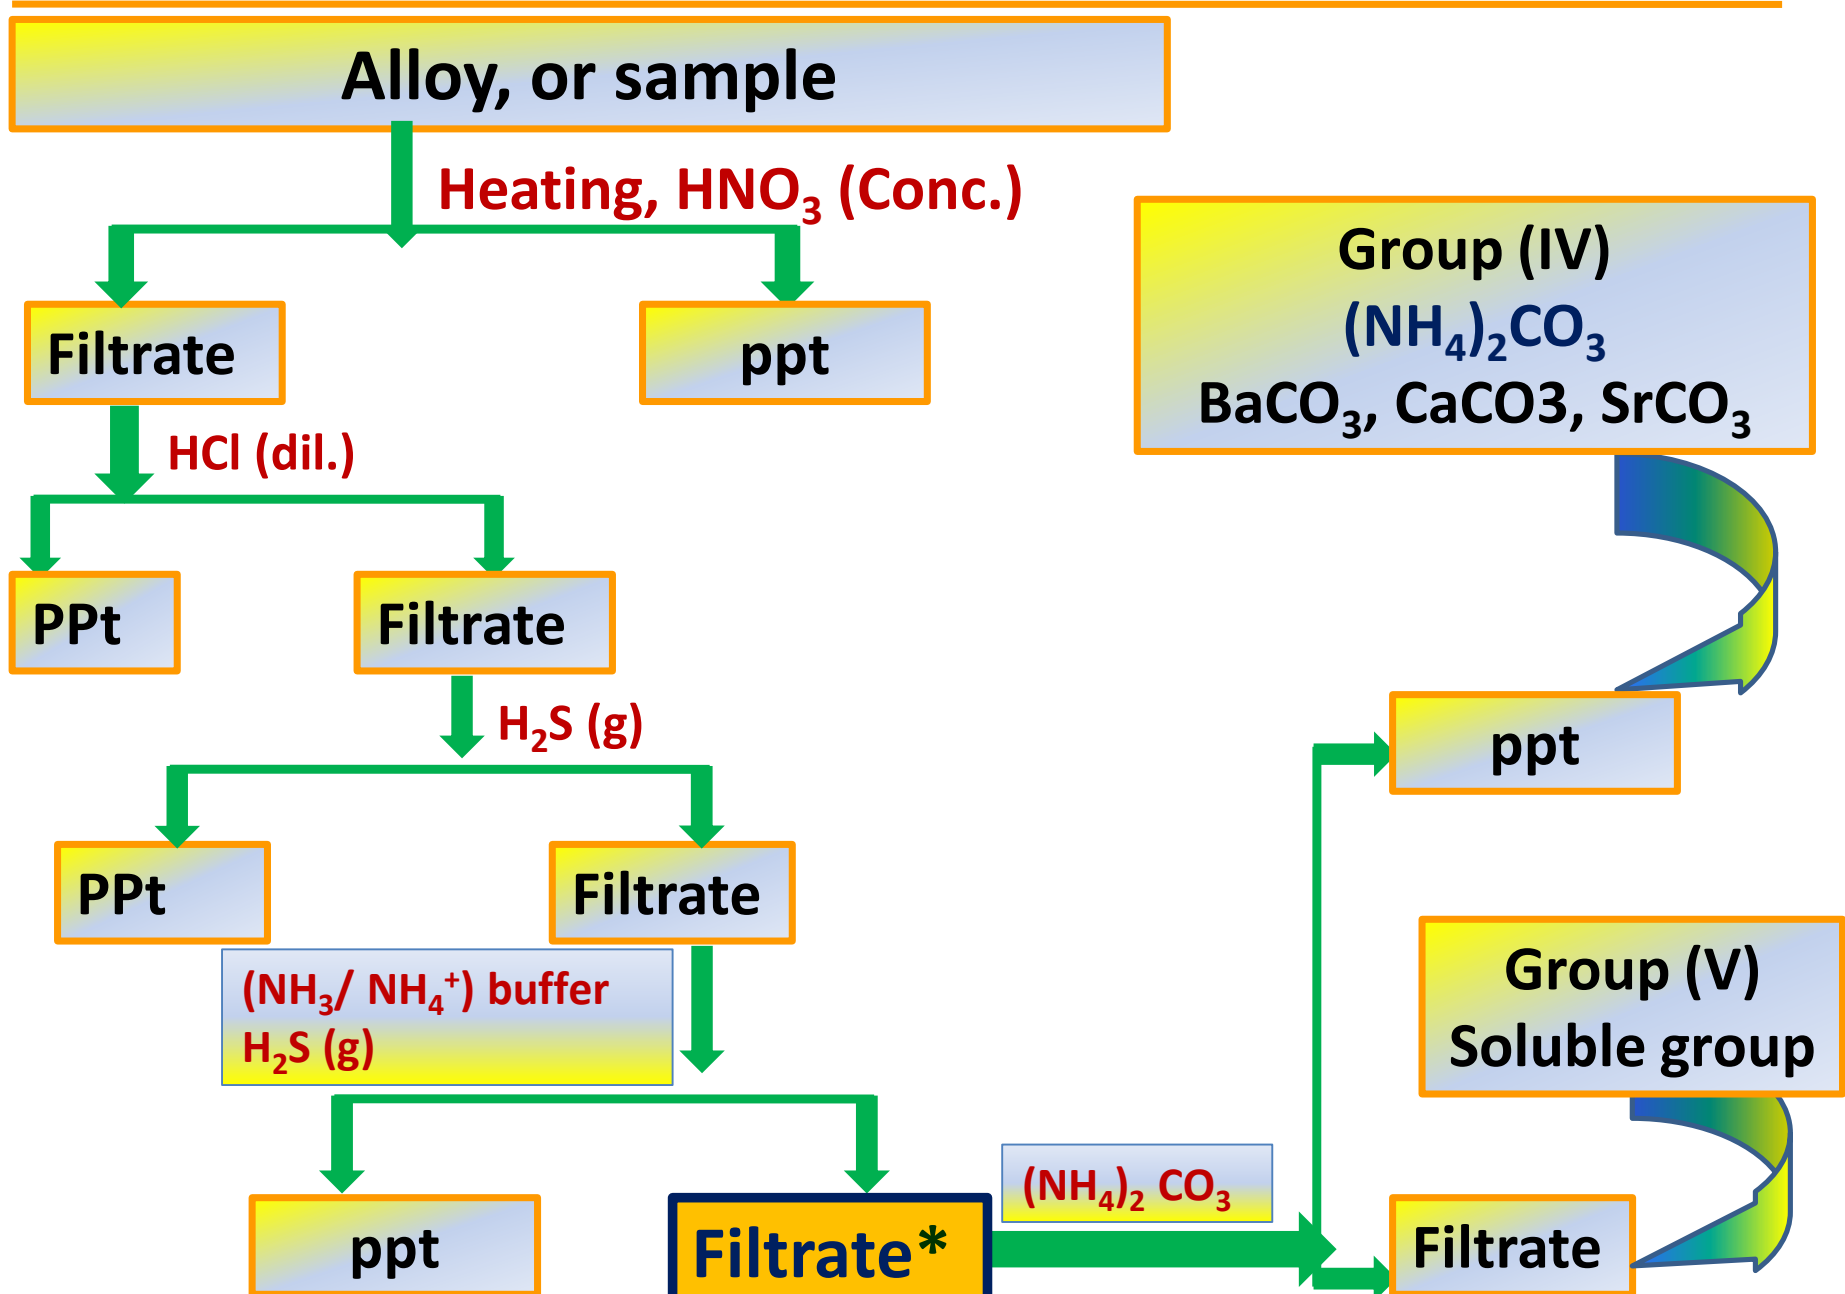 Alloy, or sample
Heating, HNO₃ (Conc.)
Filtrate
ppt
HCl (dil.)
PPt
Filtrate
H₂S (g)
PPt
Filtrate
(NH₃/ NH₄⁺) buffer
H₂S (g)
ppt
Filtrate*
(NH₄)₂ CO₃
Group (IV)
(NH₄)₂CO₃
BaCO₃, CaCO3, SrCO₃
ppt
Group (V)
Soluble group
Filtrate